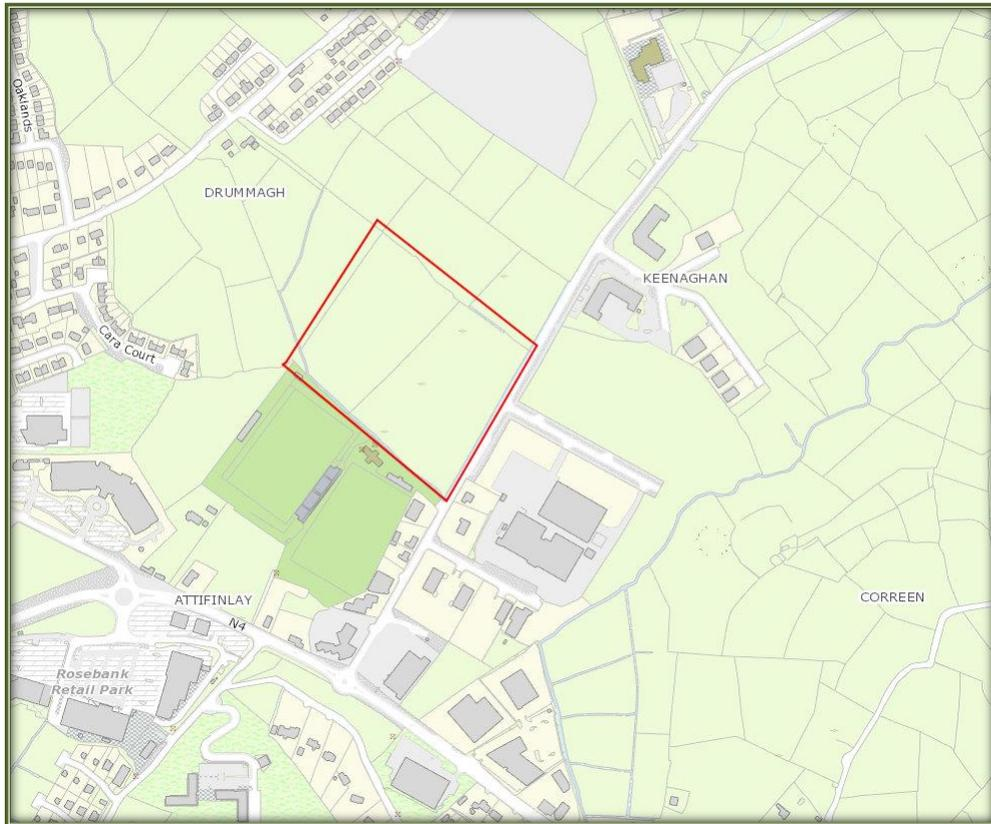 Oaklands
DRUMMAGH
KEENAGHAN
Cara Court
ATTIFINLAY
N4
CORREEN
Rosebank
Retail Park